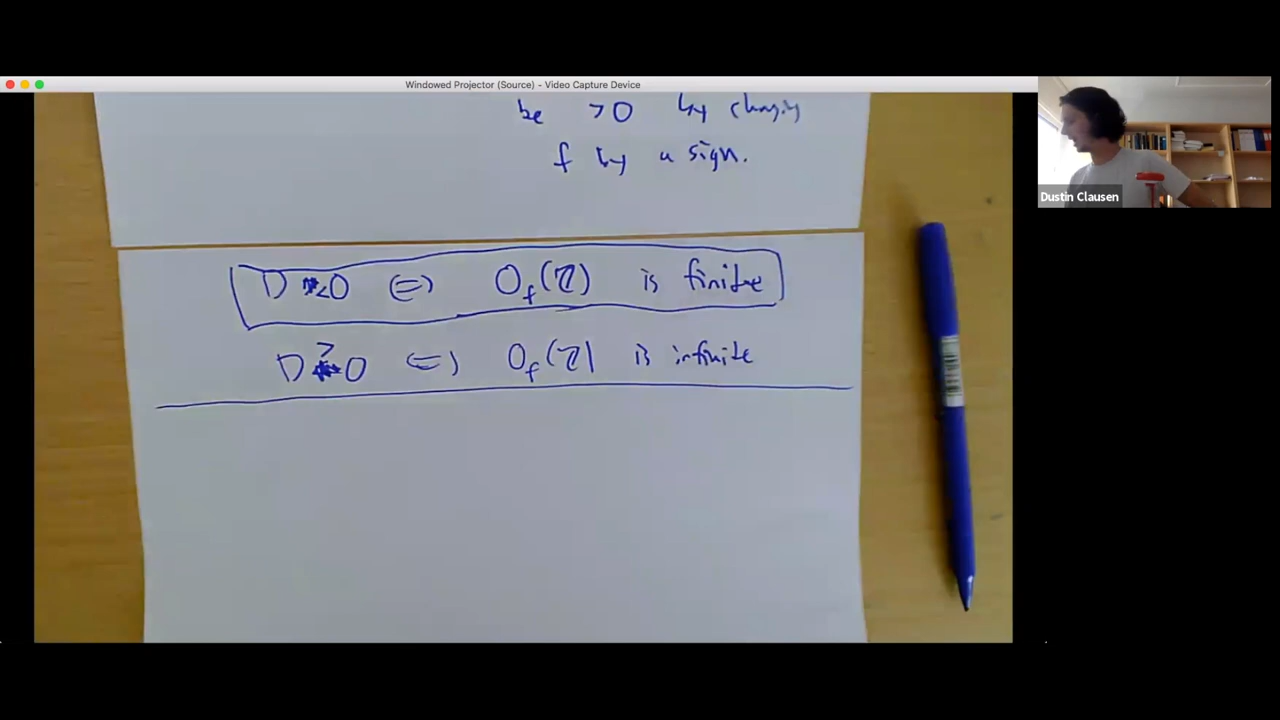 Windowed Projector (Source) - Video Capture Device
be >0 by changing
f by a sign.
D<0 ⇔ O_f(ℤ) is finite
D>0 ⇔ O_f(ℤ) is infinite
Dustin Clausen